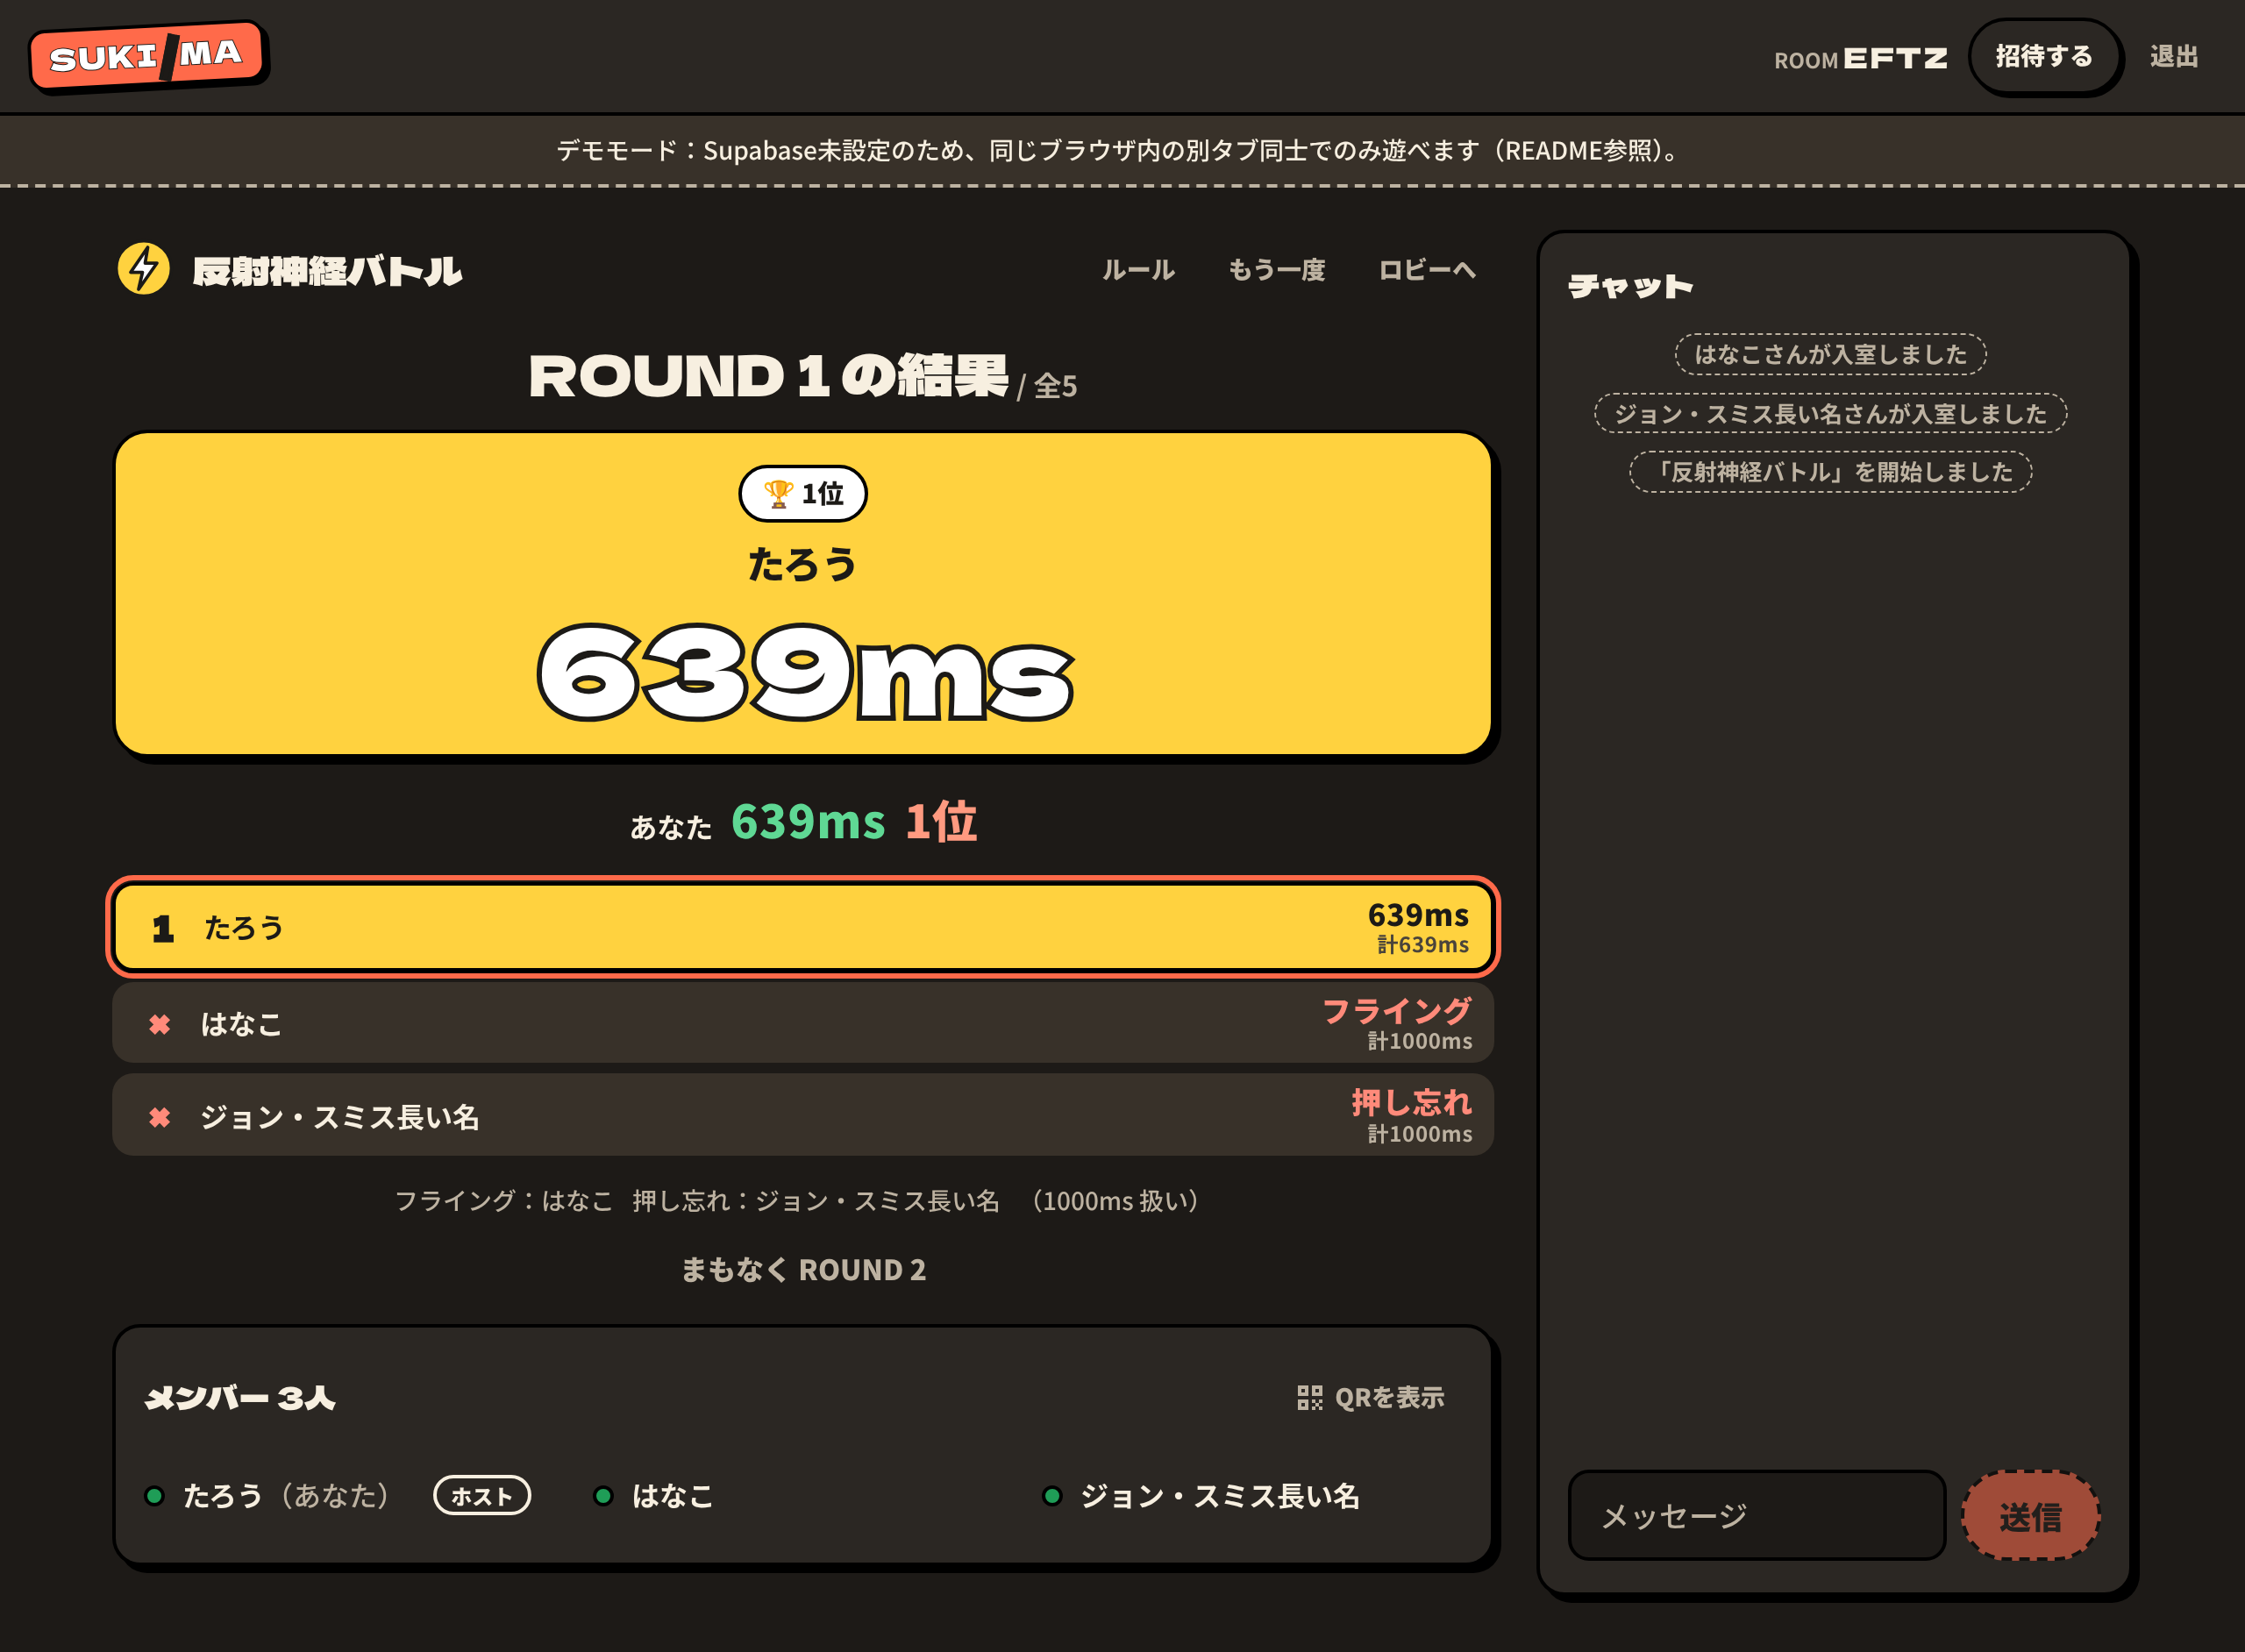 SUKI/MA
ROOM EFTZ 招待する 退出
デモモード：Supabase未設定のため、同じブラウザ内の別タブ同士でのみ遊べます（README参照）。
反射神経バトル ルール もう一度 ロビーへ
ROUND 1 の結果 / 全5
🏆 1位
たろう
639ms
あなた 639ms 1位
1 たろう 639ms
計639ms
✖ はなこ フライング
計1000ms
✖ ジョン・スミス長い名 押し忘れ
計1000ms
フライング：はなこ 押し忘れ：ジョン・スミス長い名 （1000ms 扱い）
まもなく ROUND 2
メンバー 3人 QRを表示
たろう（あなた） ホスト はなこ ジョン・スミス長い名
チャット
はなこさんが入室しました
ジョン・スミス長い名さんが入室しました
「反射神経バトル」を開始しました
メッセージ 送信